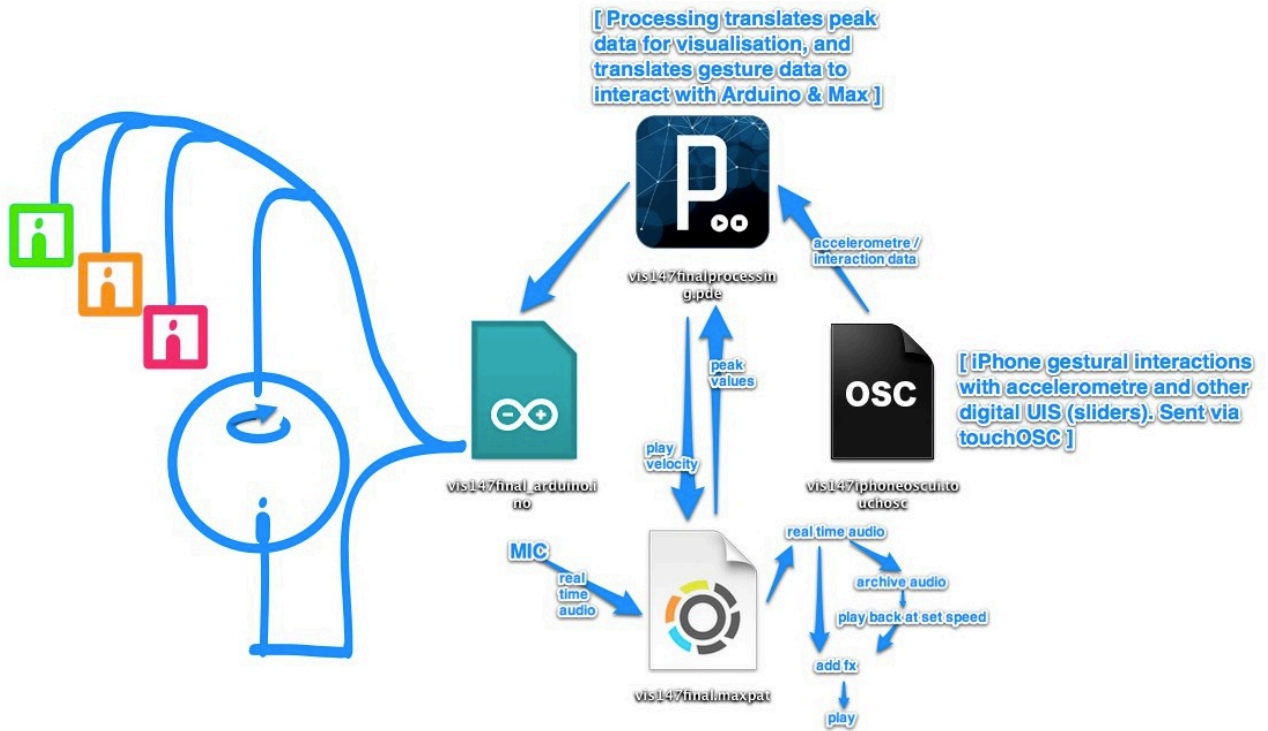 [ Processing translates peak
data for visualisation, and
translates gesture data to
interact with Arduino & Max ]
P
vis147finalprocessin
g.pde
accelerometre /
interaction data
OSC
vis147iphoneoscui.to
uchosc
[ iPhone gestural interactions
with accelerometre and other
digital UIS (sliders). Sent via
touchOSC ]
vis147final_arduino.i
no
peak
values
play
velocity
MIC
real
time
audio
vis147final.maxpat
real time audio
archive audio
play back at set speed
add fx
play
i
i
i
i